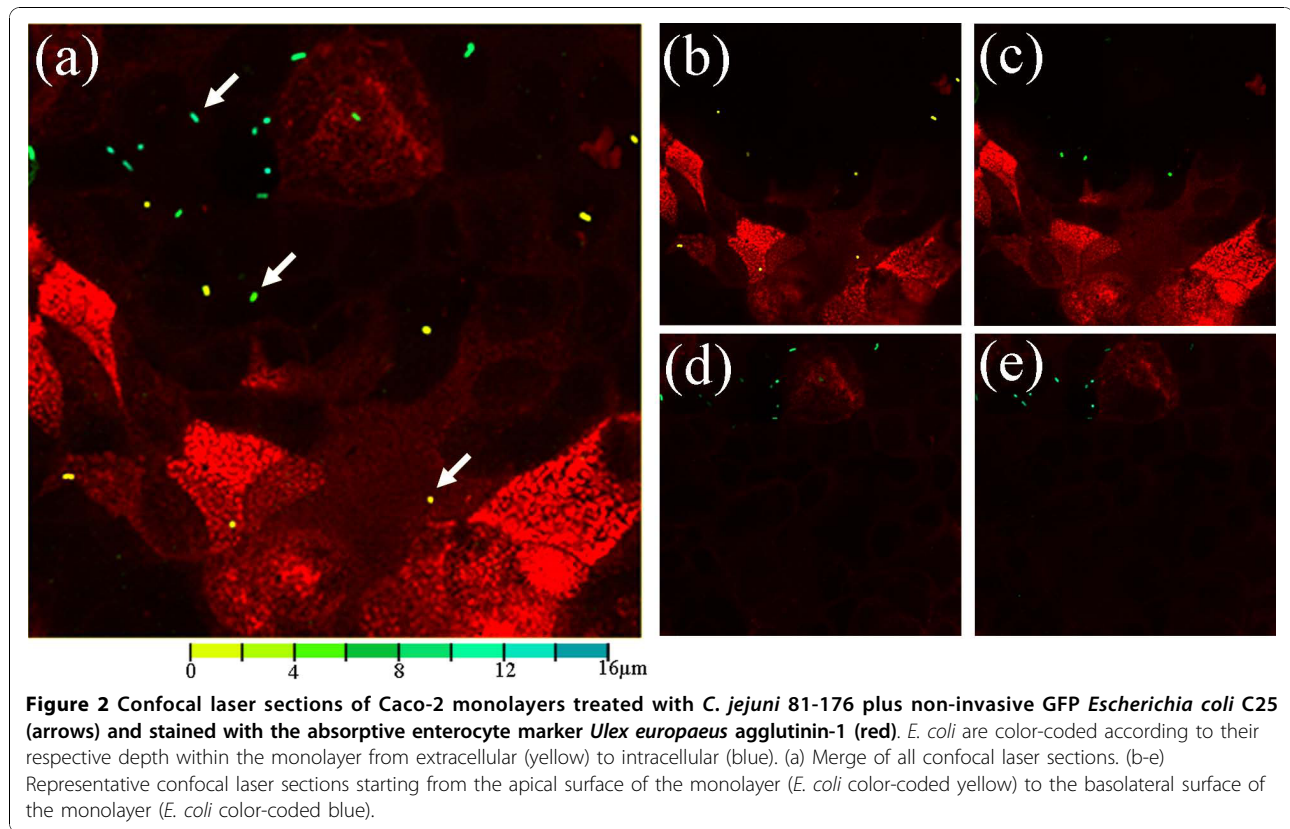 (a)
(b)
(c)
(d)
(e)
0 4 8 12 16μm
Figure 2 Confocal laser sections of Caco-2 monolayers treated with C. jejuni 81-176 plus non-invasive GFP Escherichia coli C25
(arrows) and stained with the absorptive enterocyte marker Ulex europaeus agglutinin-1 (red). E. coli are color-coded according to their
respective depth within the monolayer from extracellular (yellow) to intracellular (blue). (a) Merge of all confocal laser sections. (b-e)
Representative confocal laser sections starting from the apical surface of the monolayer (E. coli color-coded yellow) to the basolateral surface of
the monolayer (E. coli color-coded blue).